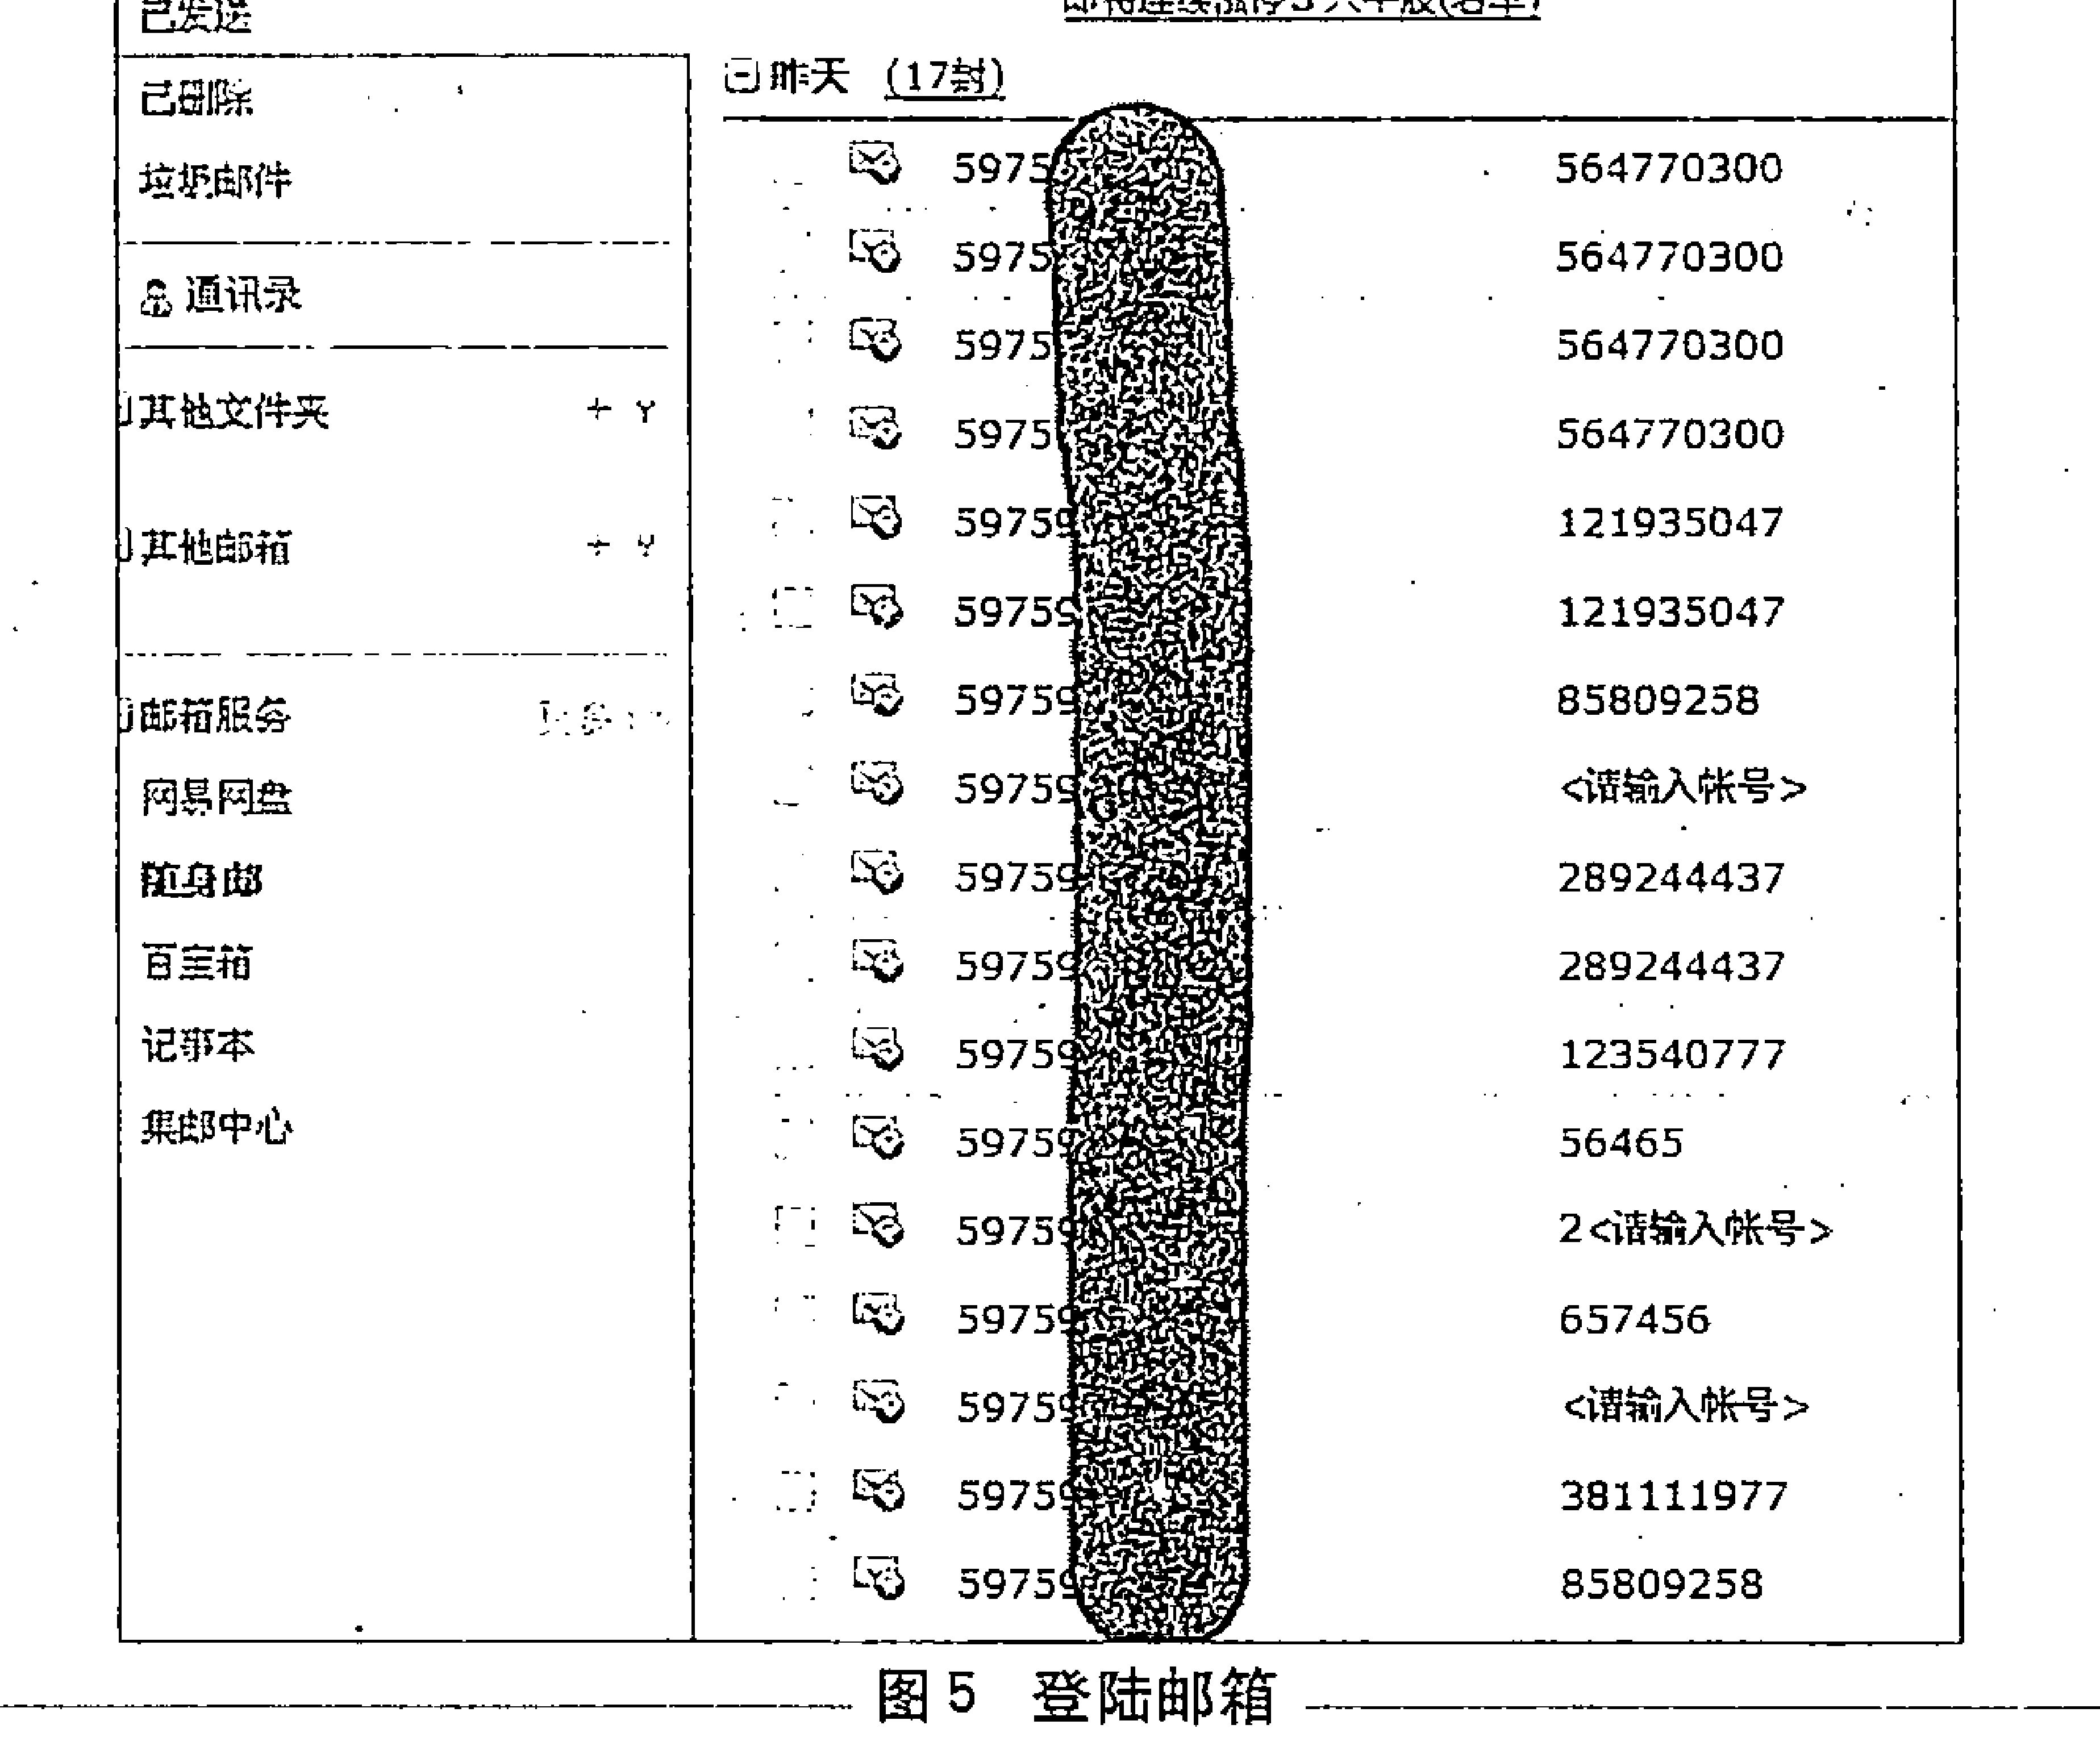 已发送
已删除
垃圾邮件
通讯录
其他文件夹
其他邮箱
邮箱服务 更多
网易网盘
随身邮
百宝箱
记事本
集邮中心
昨天 (17封)
5975 564770300
5975 564770300
5975 564770300
5975 564770300
59759 121935047
59759 121935047
59759 85809258
59759 <请输入帐号>
59759 289244437
59759 289244437
59759 123540777
59759 56465
59759 2<请输入帐号>
59759 657456
59759 <请输入帐号>
59759 381111977
59759 85809258
图5 登陆邮箱